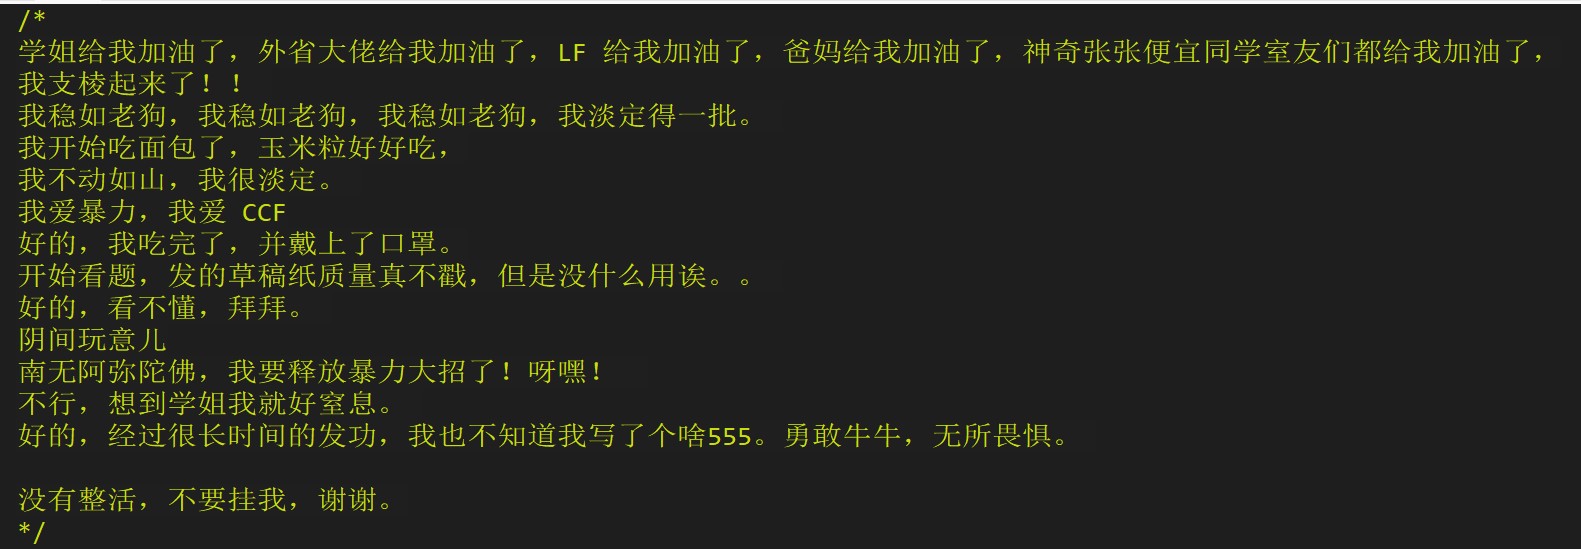 /*
学姐给我加油了，外省大佬给我加油了，LF 给我加油了，爸妈给我加油了，神奇张张便宜同学室友们都给我加油了，
我支棱起来了！！
我稳如老狗，我稳如老狗，我稳如老狗，我淡定得一批。
我开始吃面包了，玉米粒好好吃，
我不动如山，我很淡定。
我爱暴力，我爱 CCF
好的，我吃完了，并戴上了口罩。
开始看题，发的草稿纸质量真不戳，但是没什么用诶。。
好的，看不懂，拜拜。
阴间玩意儿
南无阿弥陀佛，我要释放暴力大招了！呀嘿！
不行，想到学姐我就好窒息。
好的，经过很长时间的发功，我也不知道我写了个啥555。勇敢牛牛，无所畏惧。
没有整活，不要挂我，谢谢。
*/